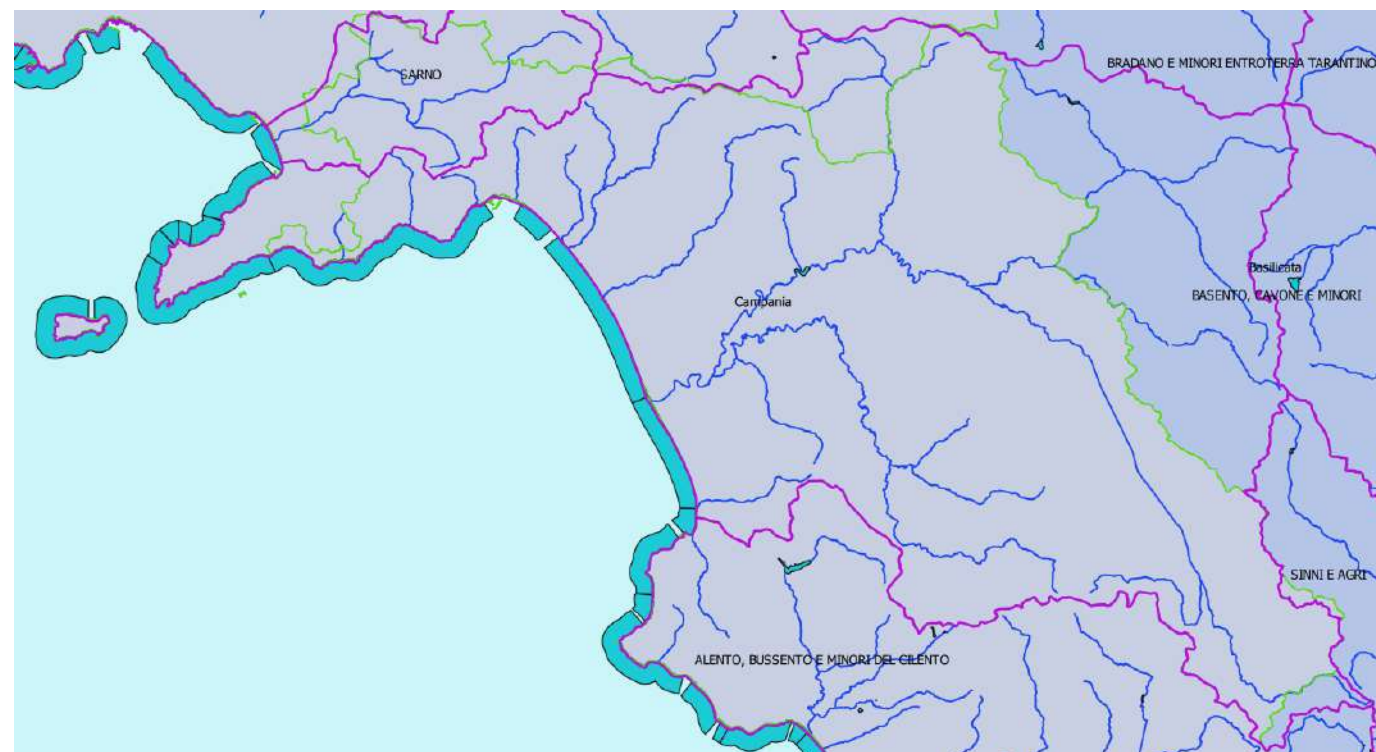 BRADANO E MINORI ENTROTERRA TARANTINO
SARNO
Basilicata
BASENTO, CAVONE E MINORI
Campania
SINNI E AGRI
ALENTO, BUSSENTO E MINORI DEL CILENTO